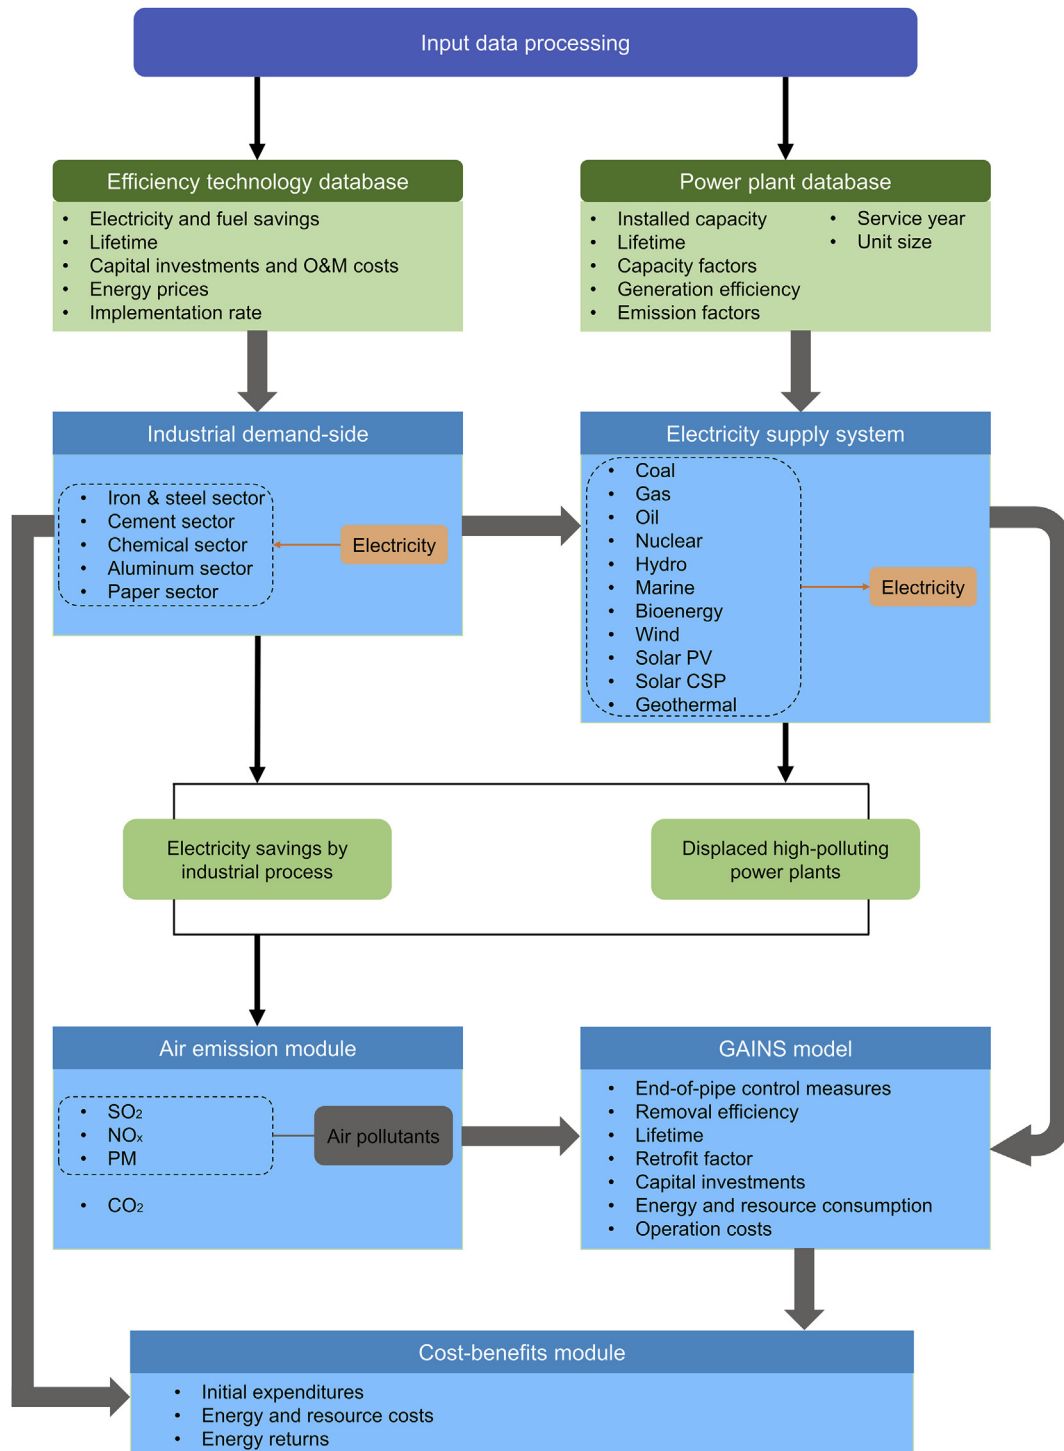 Input data processing
Efficiency technology database
• Electricity and fuel savings
• Lifetime
• Capital investments and O&M costs
• Energy prices
• Implementation rate
Power plant database
• Installed capacity
• Lifetime
• Capacity factors
• Generation efficiency
• Emission factors
• Service year
• Unit size
Industrial demand-side
• Iron & steel sector
• Cement sector
• Chemical sector
• Aluminum sector
• Paper sector
Electricity
Electricity supply system
• Coal
• Gas
• Oil
• Nuclear
• Hydro
• Marine
• Bioenergy
• Wind
• Solar PV
• Solar CSP
• Geothermal
Electricity
Electricity savings by
industrial process
Displaced high-polluting
power plants
Air emission module
• SO₂
• NOₓ
• PM
• CO₂
Air pollutants
GAINS model
• End-of-pipe control measures
• Removal efficiency
• Lifetime
• Retrofit factor
• Capital investments
• Energy and resource consumption
• Operation costs
Cost-benefits module
• Initial expenditures
• Energy and resource costs
• Energy returns